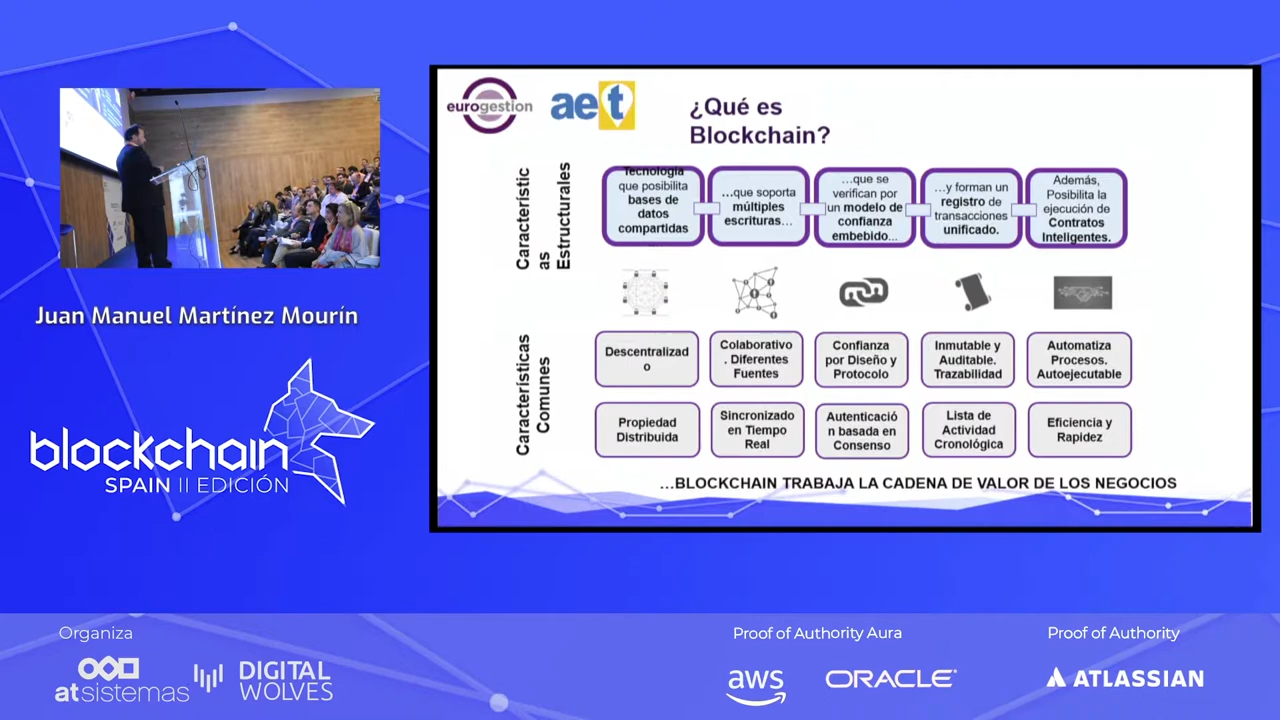 eurogestion
aet
¿Qué es
Blockchain?
Característic
as
Estructurales
Tecnología
que posibilita
bases de
datos
compartidas
…
…que soporta
múltiples
escrituras…
…que se
verifican por
un modelo de
confianza
embebido…
…y forman un
registro de
transacciones
unificado.
Además,
Posibilita la
ejecución de
Contratos
Inteligentes.
Características
Comunes
Descentralizad
o
Colaborativo
. Diferentes
Fuentes
Confianza
por Diseño y
Protocolo
Inmutable y
Auditable.
Trazabilidad
Automatiza
Procesos.
Autoejecutable
Propiedad
Distribuida
Sincronizado
en Tiempo
Real
Autenticació
n basada en
Consenso
Lista de
Actividad
Cronológica
Eficiencia y
Rapidez
…BLOCKCHAIN TRABAJA LA CADENA DE VALOR DE LOS NEGOCIOS
Juan Manuel Martínez Mourín
blockchain
SPAIN II EDICIÓN
Organiza
atsistemas
DIGITAL
WOLVES
Proof of Authority Aura
aws
ORACLE
Proof of Authority
ATLASSIAN